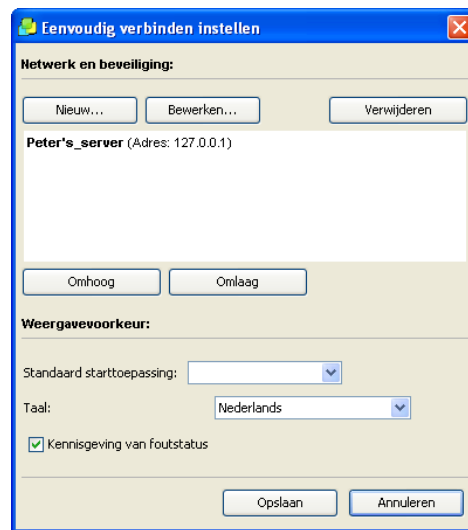 Eenvoudig verbinden instellen
Netwerk en beveiliging:
Nieuw... Bewerken... Verwijderen
Peter's_server (Adres: 127.0.0.1)
Omhoog Omlaag
Weergavevoorkeur:
Standaard starttoepassing:
Taal: Nederlands
Kennisgeving van foutstatus
Opslaan Annuleren